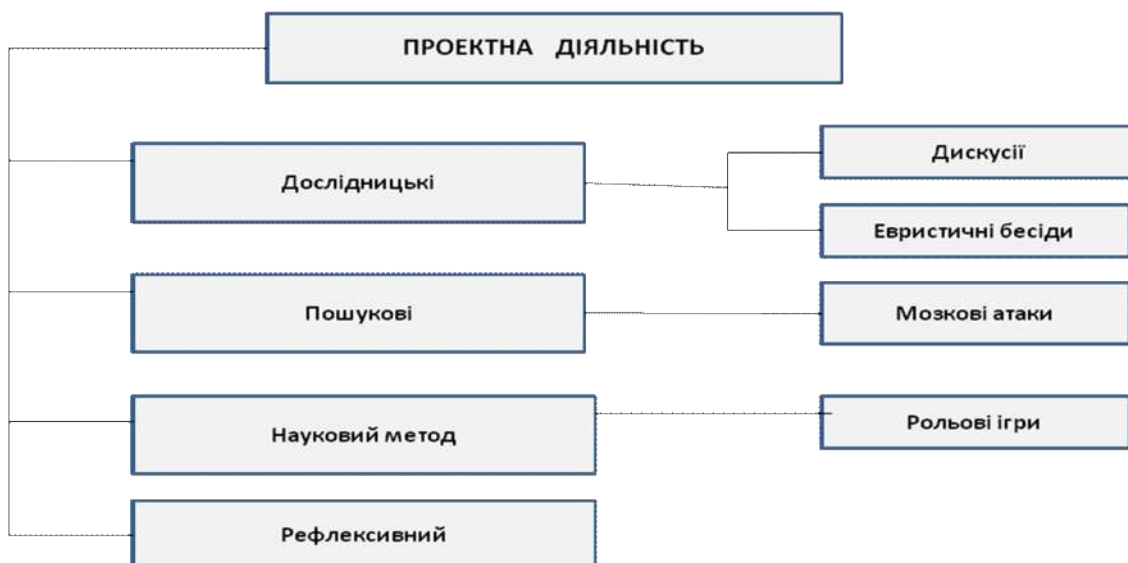 ПРОЕКТНА ДІЯЛЬНІСТЬ
Дослідницькі
Дискусії
Евристичні бесіди
Пошукові
Мозкові атаки
Науковий метод
Рольові ігри
Рефлексивний